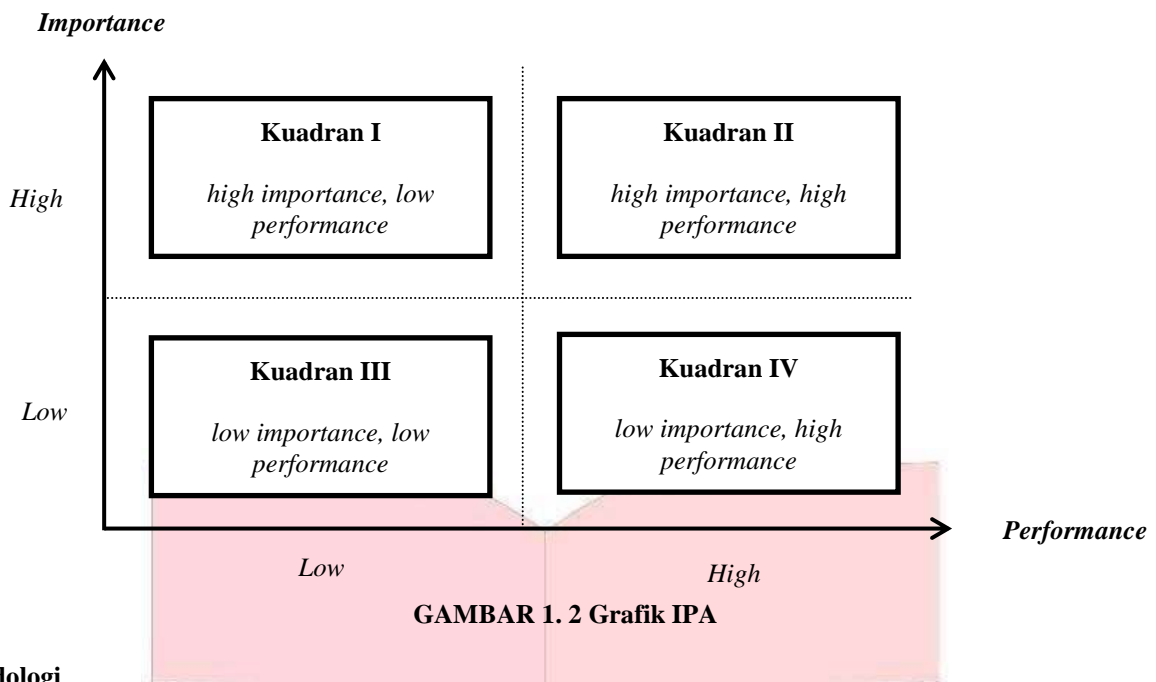 Importance
Kuadran I
high importance, low
performance
Kuadran II
high importance, high
performance
High
Kuadran III
low importance, low
performance
Kuadran IV
low importance, high
performance
Low
Performance
Low
High
GAMBAR 1. 2 Grafik IPA
dologi